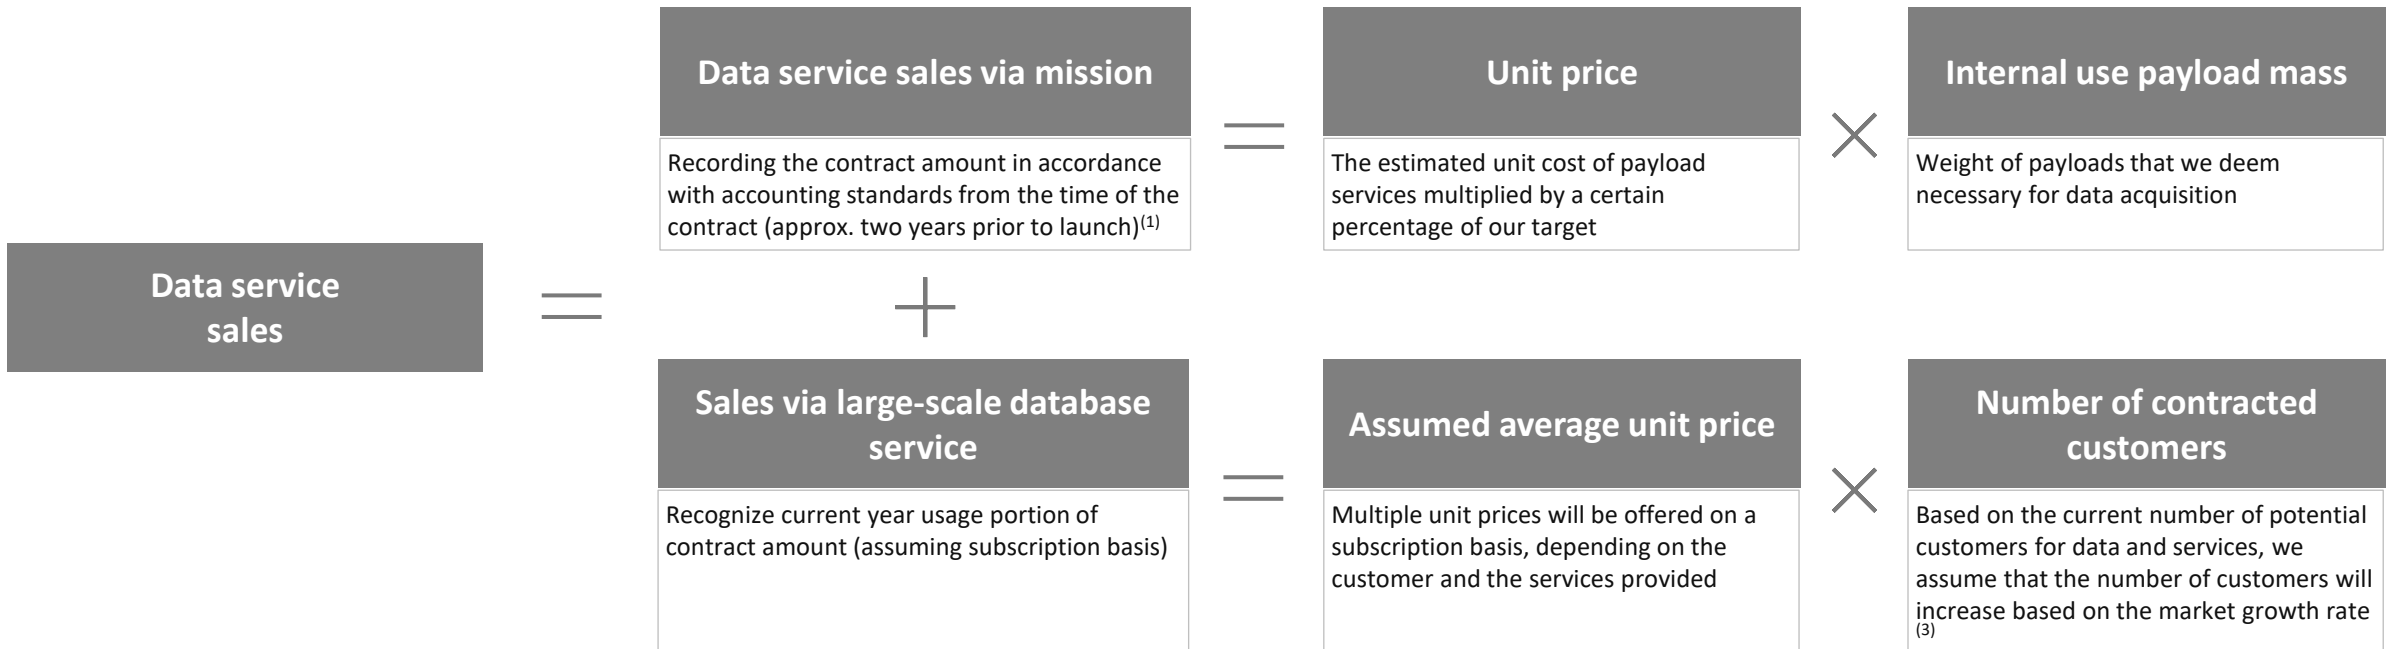 Data service sales via mission
Unit price
Internal use payload mass
Recording the contract amount in accordance
with accounting standards from the time of the
contract (approx. two years prior to launch)(1)
The estimated unit cost of payload
services multiplied by a certain
percentage of our target
Weight of payloads that we deem
necessary for data acquisition
=
×
Data service
sales
=
+
Sales via large-scale database
service
Assumed average unit price
Number of contracted
customers
=
×
Recognize current year usage portion of
contract amount (assuming subscription basis)
Multiple unit prices will be offered on a
subscription basis, depending on the
customer and the services provided
Based on the current number of potential
customers for data and services, we
assume that the number of customers will
increase based on the market growth rate
(3)